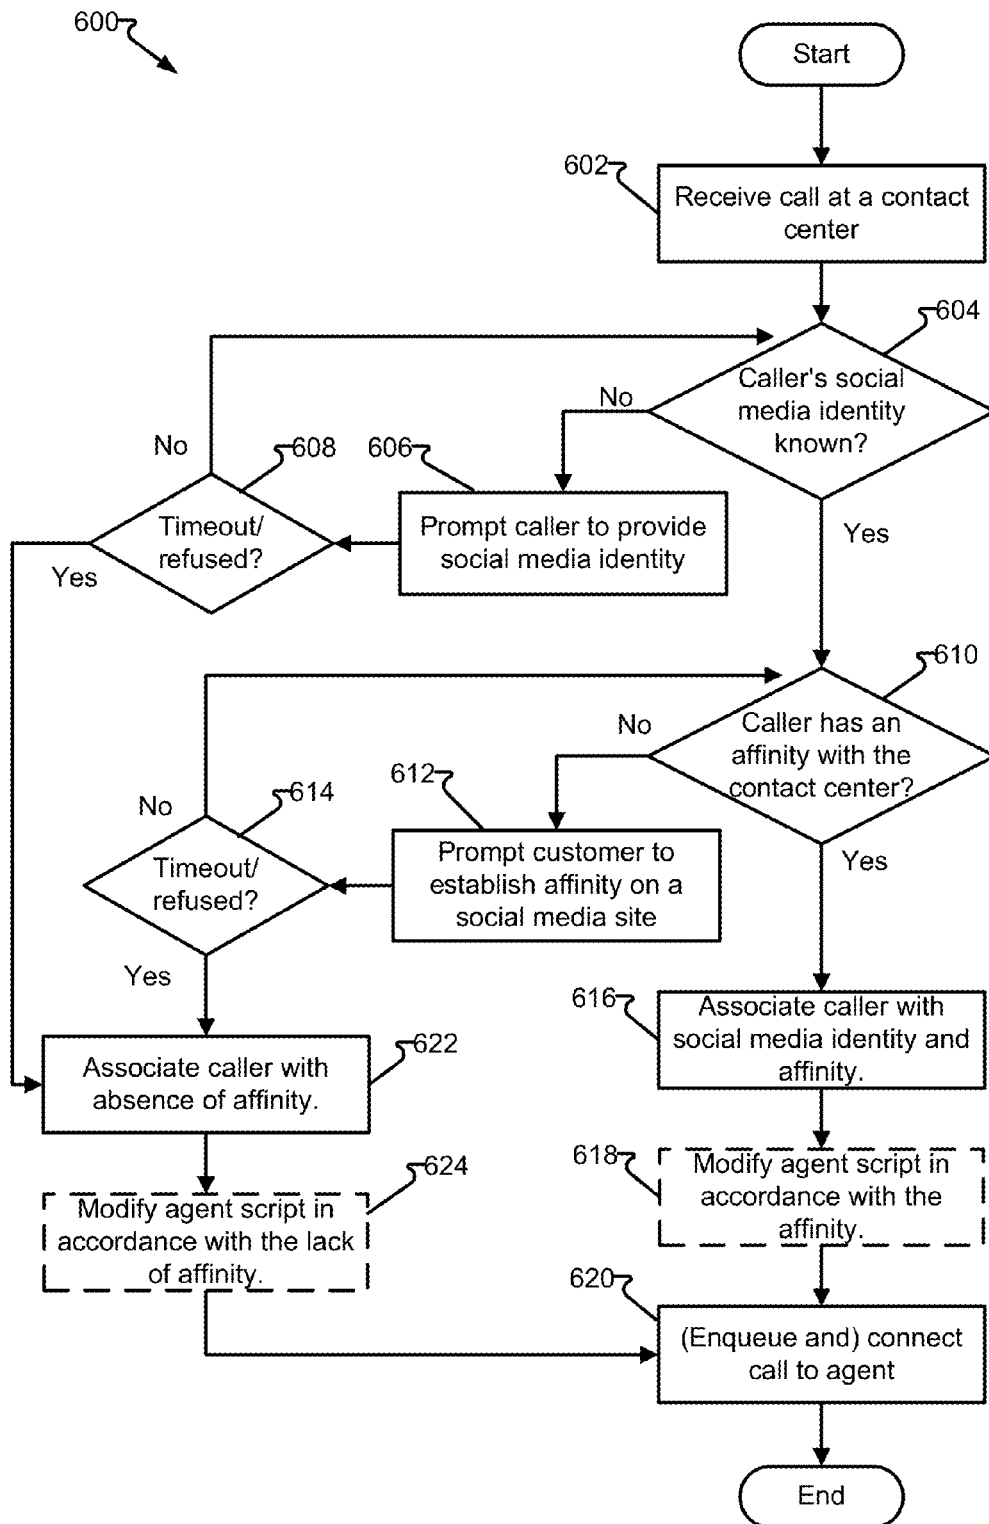 600
Start
602
Receive call at a contact
center
604
Caller's social
media identity
known?
No
Yes
606
Prompt caller to provide
social media identity
608
Timeout/
refused?
No
Yes
610
Caller has an
affinity with the
contact center?
No
Yes
612
Prompt customer to
establish affinity on a
social media site
614
Timeout/
refused?
No
Yes
616
Associate caller with
social media identity and
affinity.
622
Associate caller with
absence of affinity.
618
Modify agent script in
accordance with the
affinity.
624
Modify agent script in
accordance with the lack
of affinity.
620
(Enqueue and) connect
call to agent
End